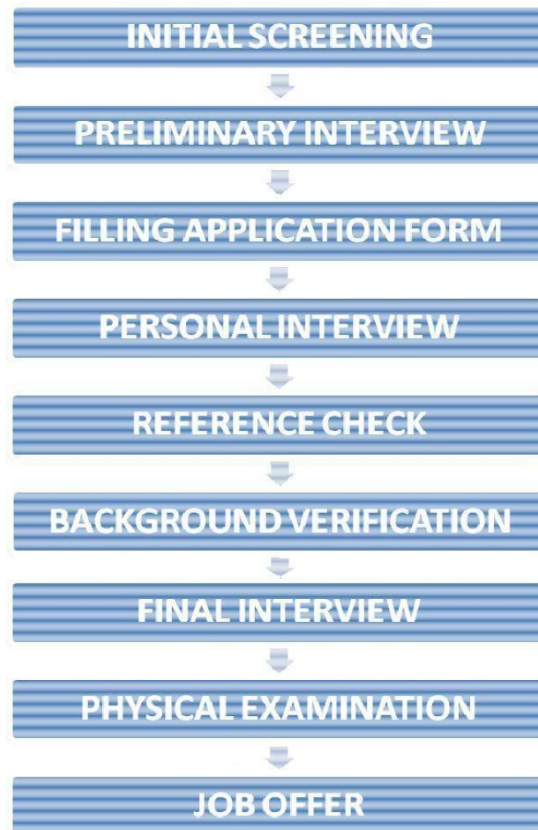 INITIAL SCREENING
PRELIMINARY INTERVIEW
FILLING APPLICATION FORM
PERSONAL INTERVIEW
REFERENCE CHECK
BACKGROUND VERIFICATION
FINAL INTERVIEW
PHYSICAL EXAMINATION
JOB OFFER